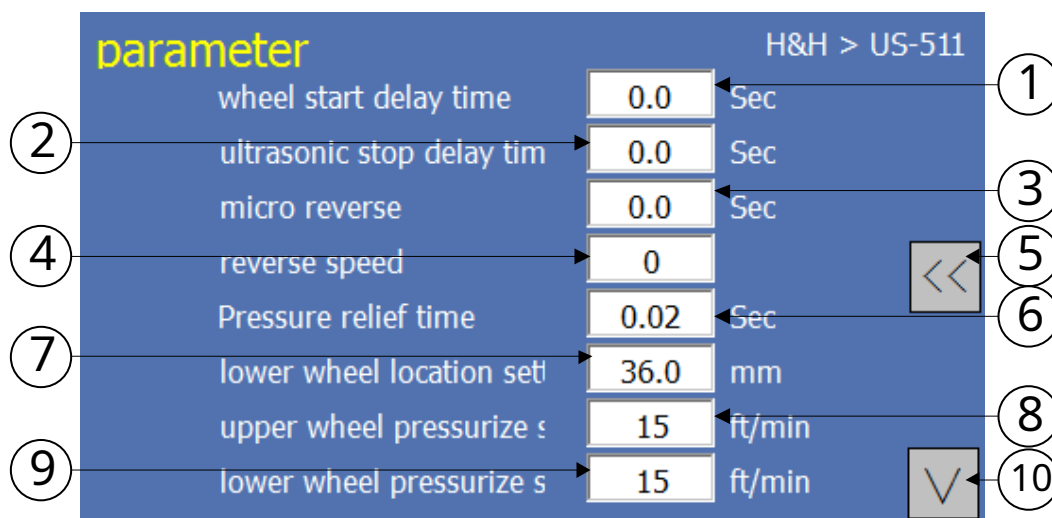 parameter H&H > US-511
wheel start delay time 0.0 Sec 1
2 ultrasonic stop delay tim 0.0 Sec
micro reverse 0.0 Sec 3
4 reverse speed 0 << 5
Pressure relief time 0.02 Sec 6
7 lower wheel location sett 36.0 mm
upper wheel pressurize s 15 ft/min 8
9 lower wheel pressurize s 15 ft/min V 10